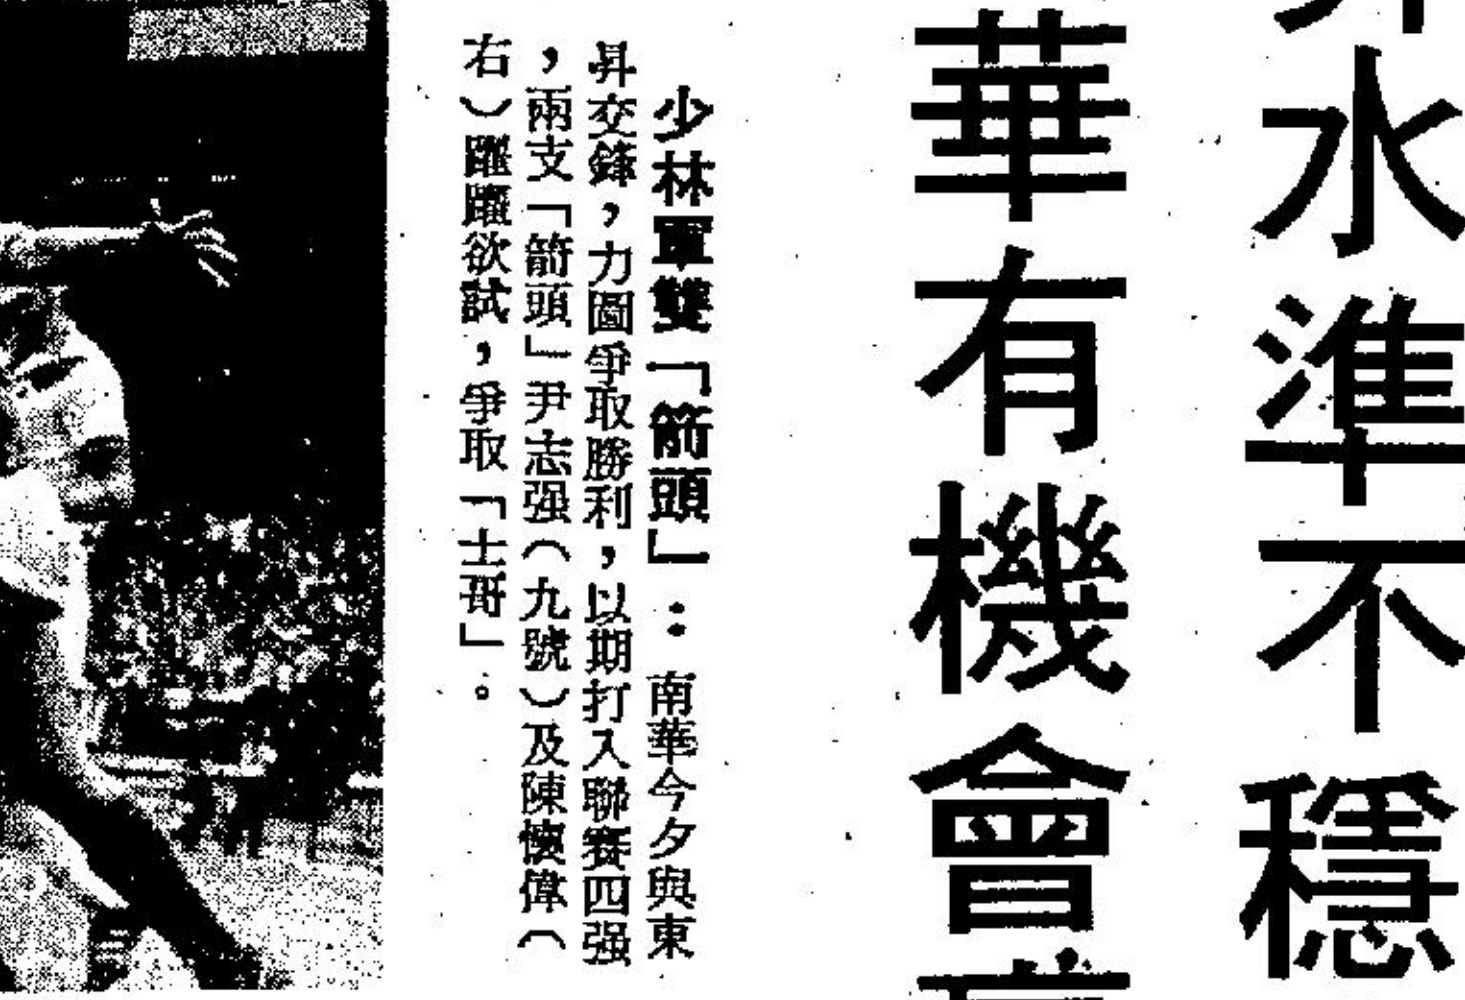 昇水準不穩
華有機會
少林軍雙「箭頭」：南華今夕與東
昇交鋒，力圖爭取勝利，以期打入聯賽四强
，兩支「箭頭」尹志强（九號）及陳懷偉（
右）躍躍欲試，爭取「士哥」。